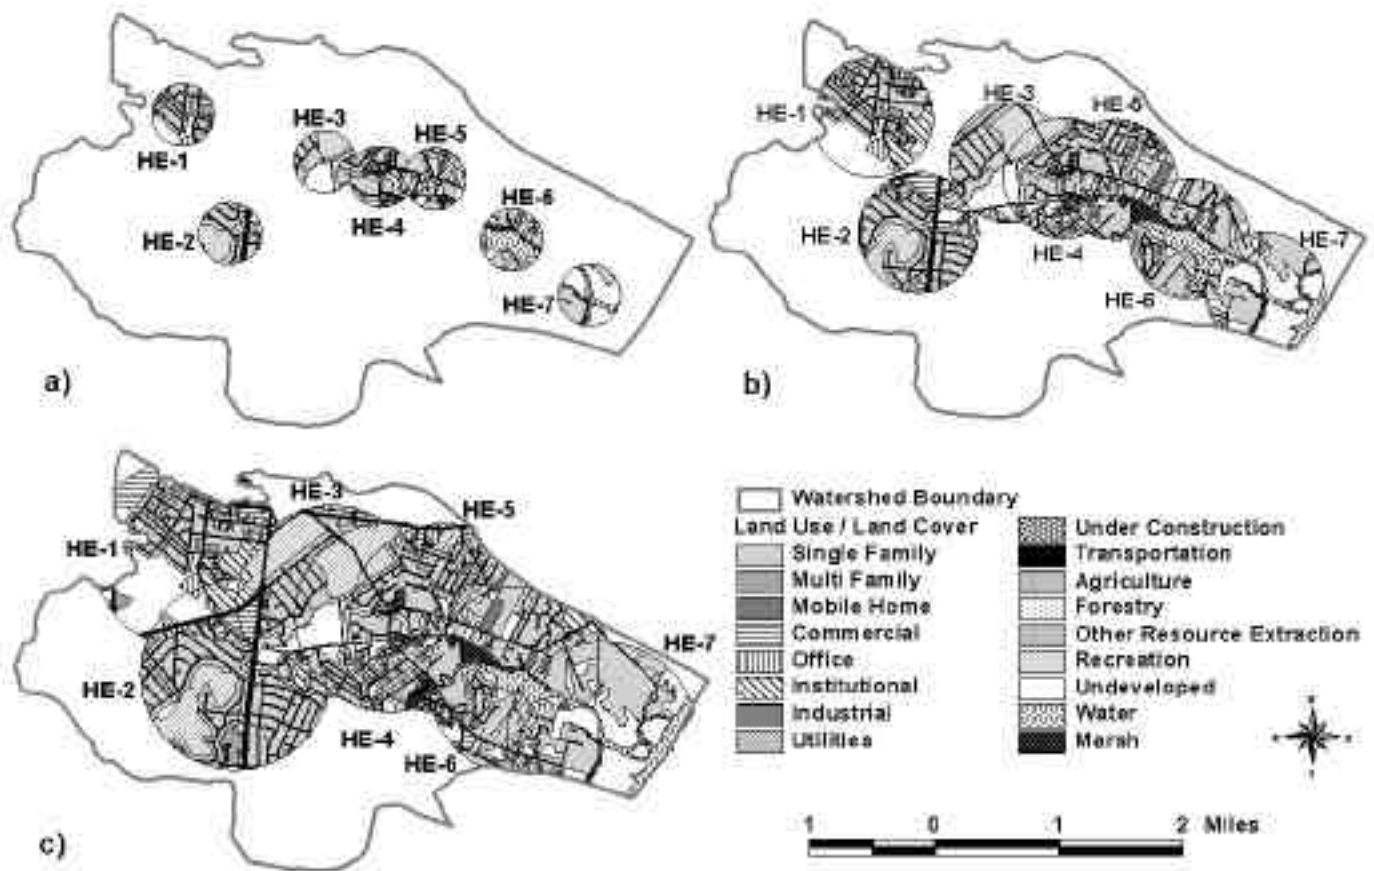 HE-1
HE-3
HE-5
HE-2
HE-4
HE-6
HE-7
a)
HE-1
HE-3
HE-5
HE-2
HE-4
HE-7
HE-6
b)
HE-3
HE-5
HE-1
HE-7
HE-2
HE-4
HE-6
c)
Watershed Boundary
Land Use / Land Cover
Single Family
Multi Family
Mobile Home
Commercial
Office
Institutional
Industrial
Utilities
Under Construction
Transportation
Agriculture
Forestry
Other Resource Extraction
Recreation
Undeveloped
Water
Marsh
1 0 1 2 Miles